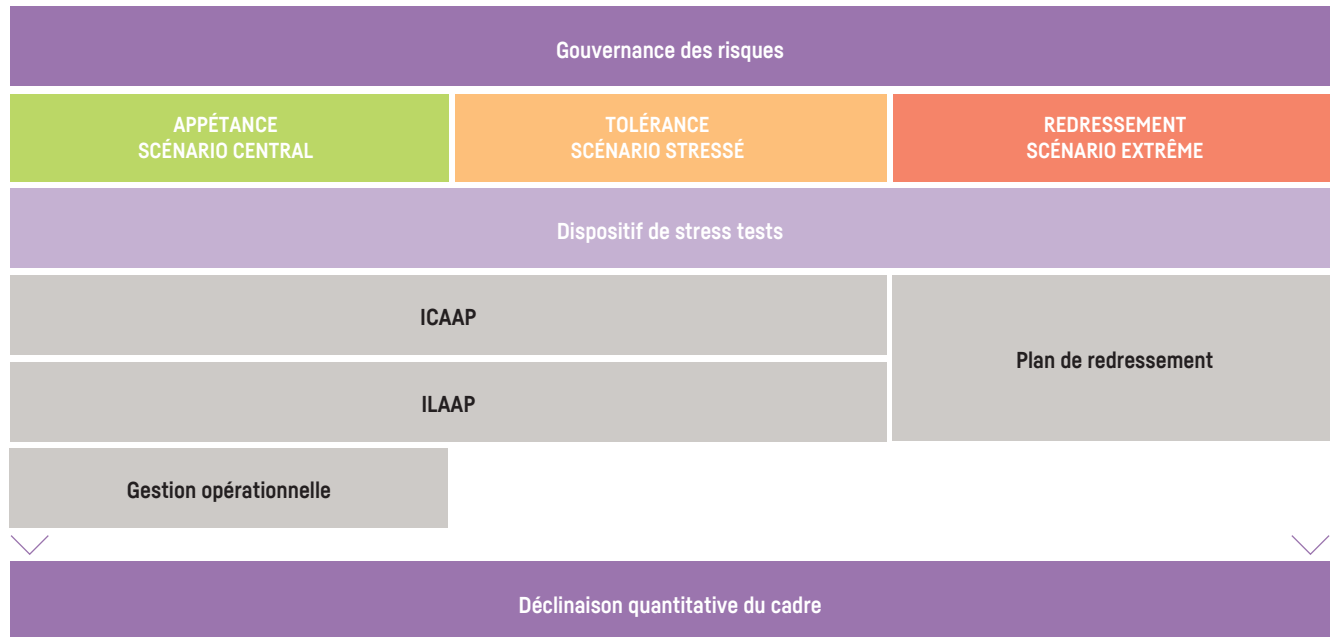 Gouvernance des risques
APPÉTANCE
SCÉNARIO CENTRAL
TOLÉRANCE
SCÉNARIO STRESSÉ
REDRESSEMENT
SCÉNARIO EXTRÊME
Dispositif de stress tests
ICAAP
ILAAP
Plan de redressement
Gestion opérationnelle
Déclinaison quantitative du cadre